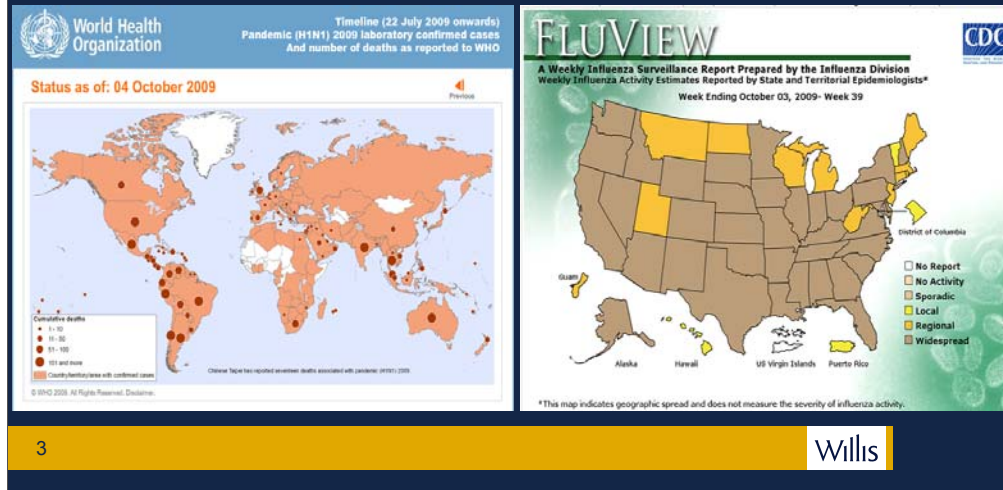 World Health
Organization
Timeline (22 July 2009 onwards)
Pandemic (H1N1) 2009 laboratory confirmed cases
And number of deaths as reported to WHO
Status as of: 04 October 2009
Previous
Cumulative deaths
1 - 10
11 - 50
51 - 100
101 and more
Country/territory/area with confirmed cases
Chinese Taipei has reported seventeen deaths associated with pandemic (H1N1) 2009.
© WHO 2009. All Rights Reserved. Disclaimer.
FLUVIEW
CDC
A Weekly Influenza Surveillance Report Prepared by the Influenza Division
Weekly Influenza Activity Estimates Reported by State and Territorial Epidemiologists*
Week Ending October 03, 2009- Week 39
District of Columbia
Guam
No Report
No Activity
Sporadic
Local
Regional
Widespread
Alaska
Hawaii
US Virgin Islands
Puerto Rico
*This map indicates geographic spread and does not measure the severity of influenza activity.
3
Willis